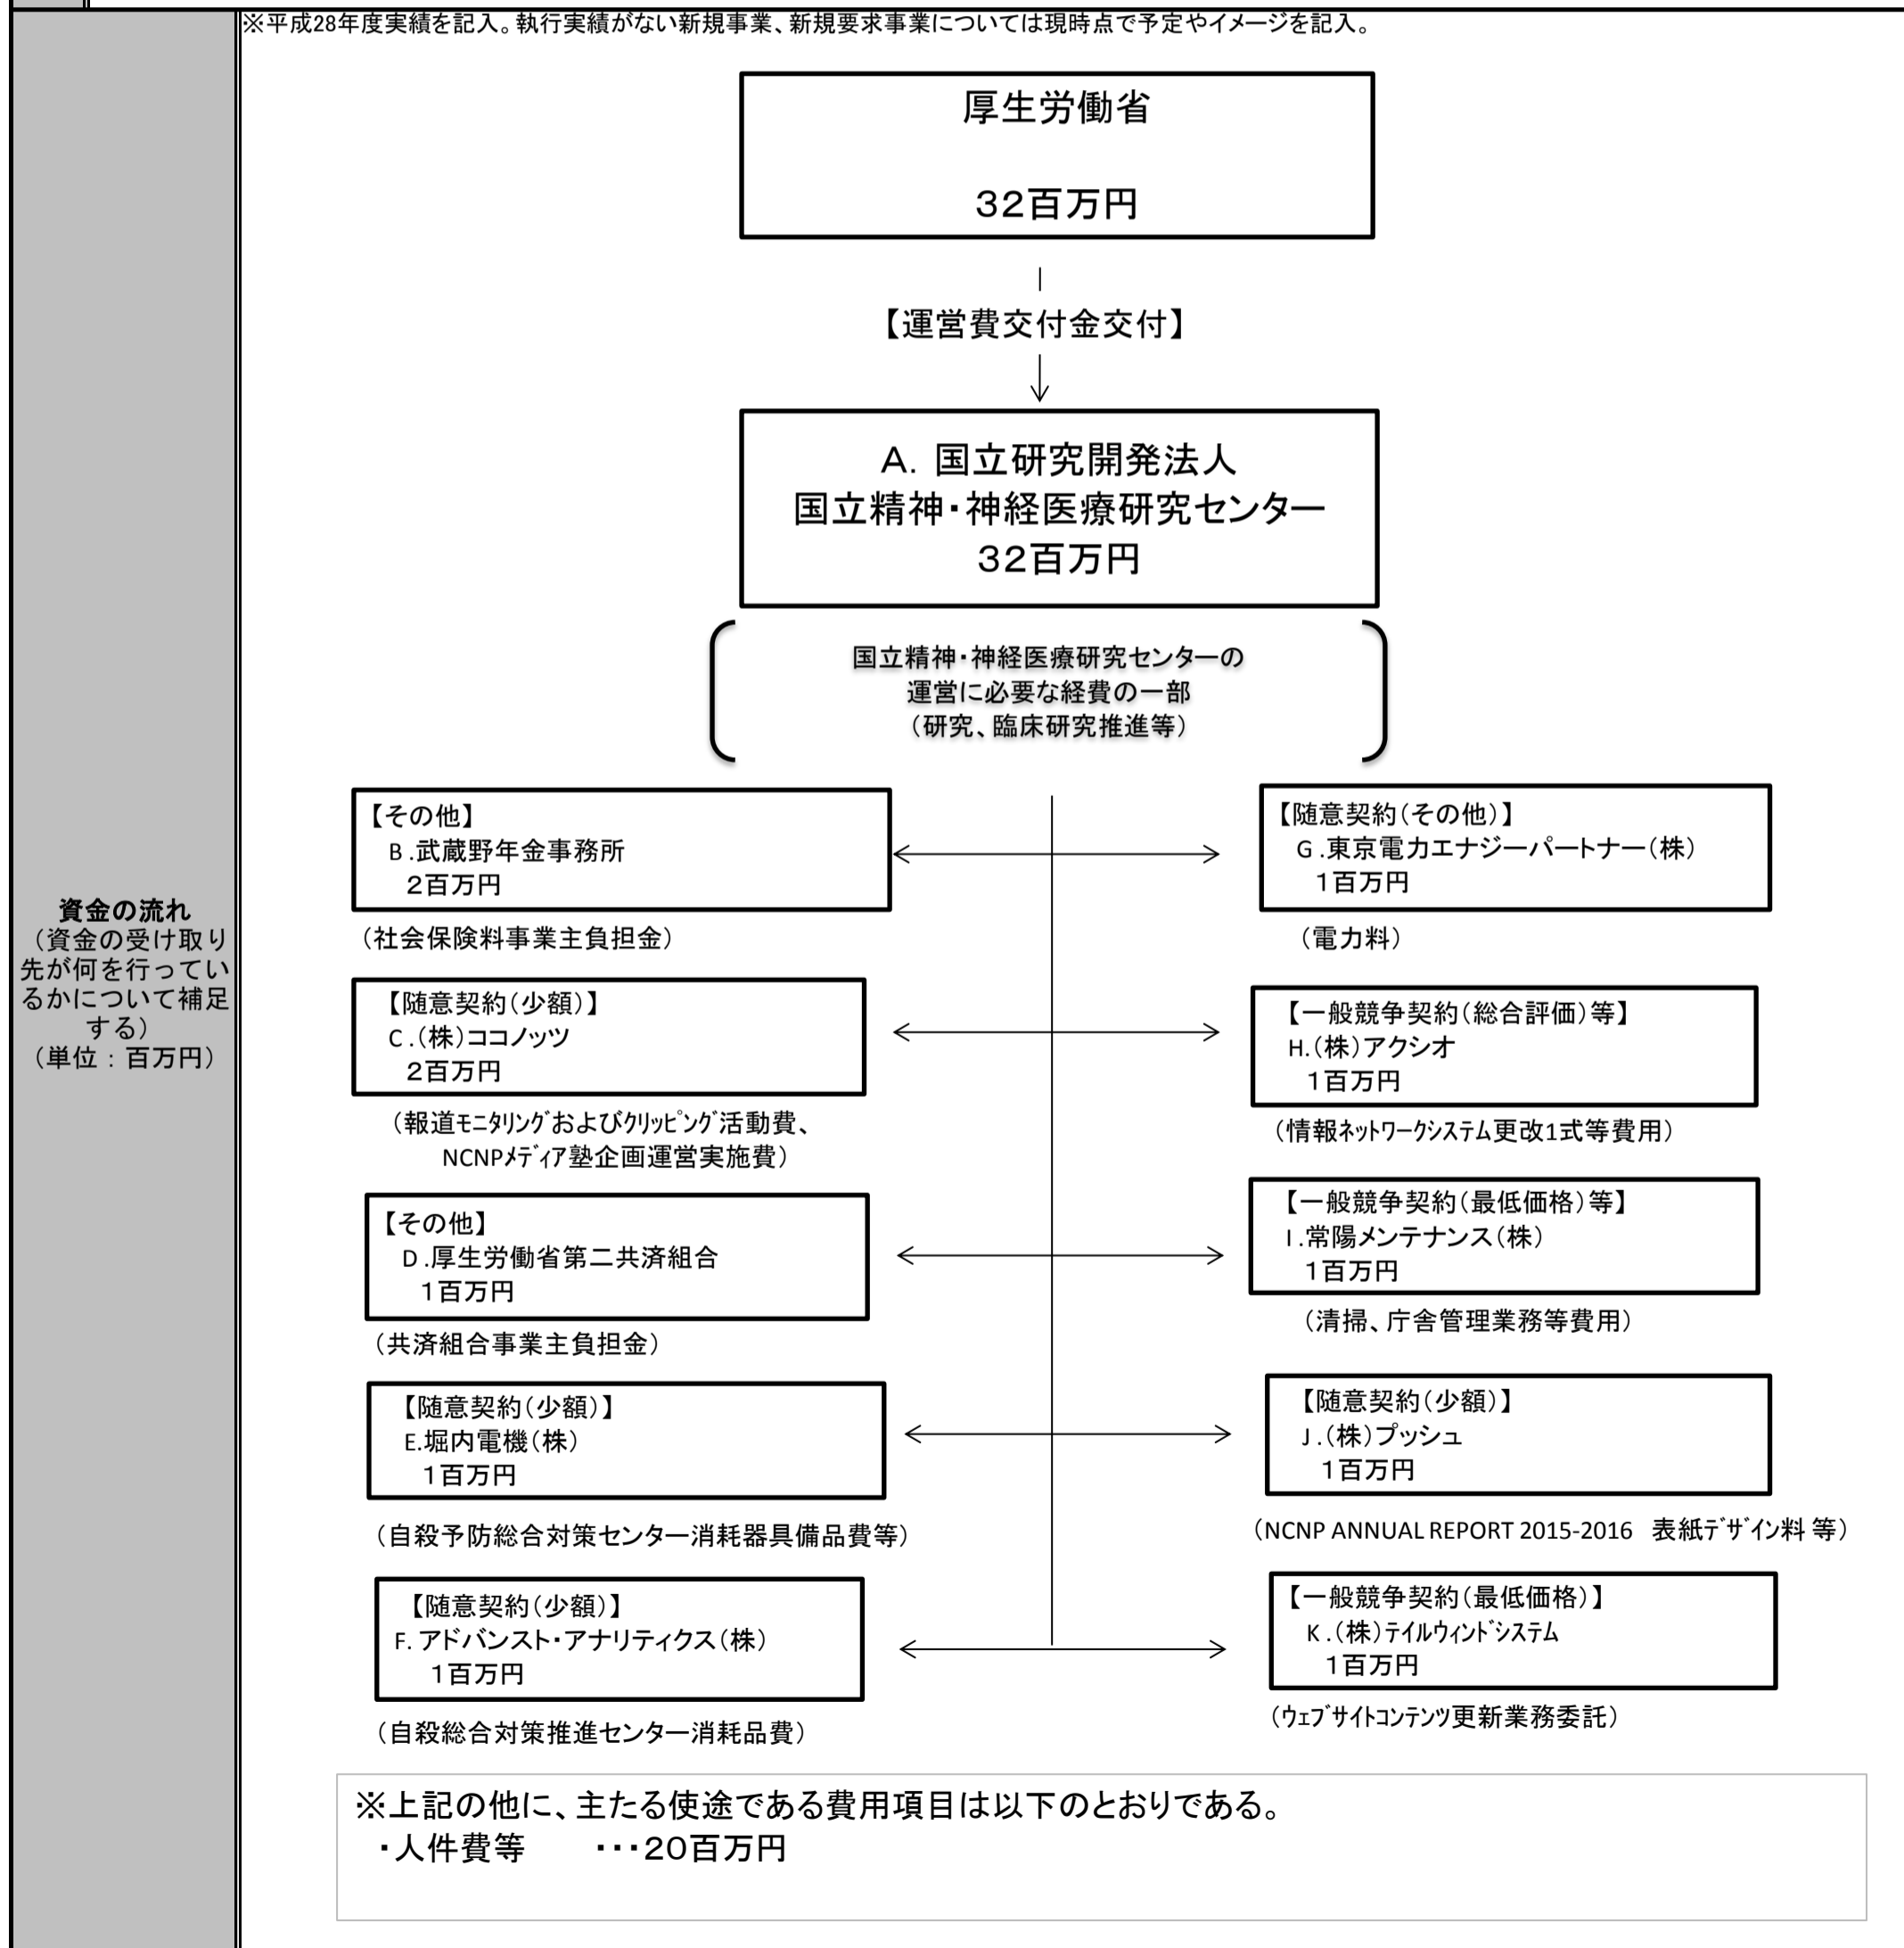 ※平成28年度実績を記入。執行実績がない新規事業、新規要求事業については現時点で予定やイメージを記入。
資金の流れ
（資金の受け取り
先が何を行ってい
るかについて補足
する）
（単位：百万円）
厚生労働省
32百万円
【運営費交付金交付】
A．国立研究開発法人
国立精神・神経医療研究センター
32百万円
国立精神・神経医療研究センターの
運営に必要な経費の一部
（研究、臨床研究推進等）
【その他】
B.武蔵野年金事務所
2百万円
（社会保険料事業主負担金）
【随意契約（少額）】
C.（株）ココノッツ
2百万円
（報道ﾓﾆﾀﾘﾝｸﾞおよびｸﾘｯﾋﾟﾝｸﾞ活動費、
NCNPﾒﾃﾞｨｱ塾企画運営実施費）
【その他】
D.厚生労働省第二共済組合
1百万円
（共済組合事業主負担金）
【随意契約（少額）】
E.堀内電機（株）
1百万円
（自殺予防総合対策センター消耗器具備品費等）
【随意契約（少額）】
F. アドバンスト・アナリティクス（株）
1百万円
（自殺総合対策推進センター消耗品費）
【随意契約（その他）】
G.東京電力エナジーパートナー（株）
1百万円
（電力料）
【一般競争契約（総合評価）等】
H.（株）アクシオ
1百万円
（情報ﾈｯﾄﾜｰｸｼｽﾃﾑ更改1式等費用）
【一般競争契約（最低価格）等】
I.常陽メンテナンス（株）
1百万円
（清掃、庁舎管理業務等費用）
【随意契約（少額）】
J.（株）プッシュ
1百万円
（NCNP ANNUAL REPORT 2015-2016　表紙ﾃﾞｻﾞｲﾝ料 等）
【一般競争契約（最低価格）】
K.（株）ﾃｲﾙｳｨﾝﾄﾞｼｽﾃﾑ
1百万円
（ｳｪﾌﾞｻｲﾄｺﾝﾃﾝﾂ更新業務委託）
※上記の他に、主たる使途である費用項目は以下のとおりである。
・人件費等　　・・・20百万円